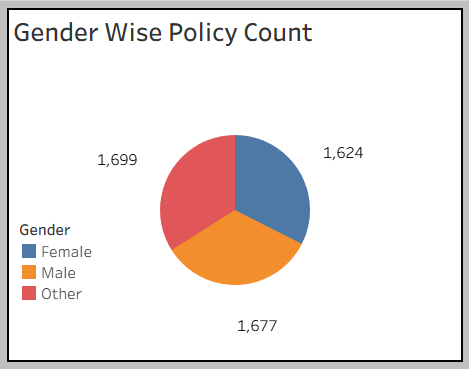 Gender Wise Policy Count
1,699
1,624
Gender
Female
Male
Other
1,677